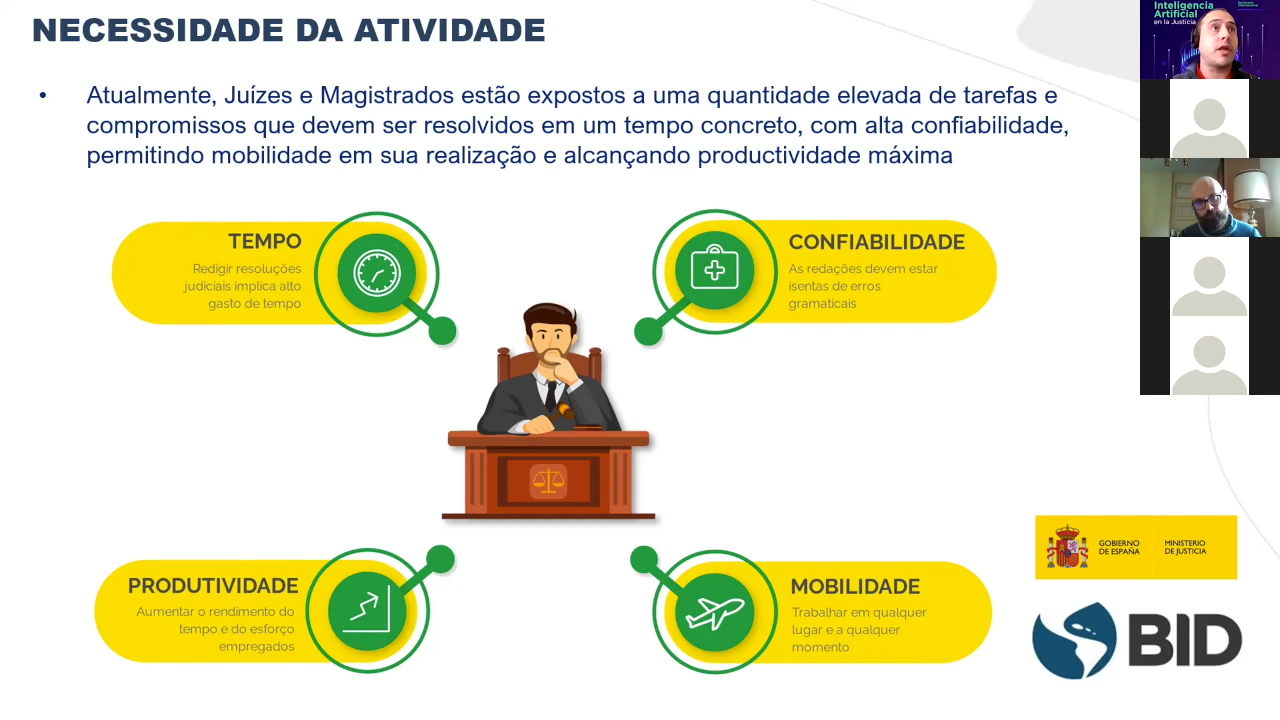 NECESSIDADE DA ATIVIDADE
• Atualmente, Juízes e Magistrados estão expostos a uma quantidade elevada de tarefas e
compromissos que devem ser resolvidos em um tempo concreto, com alta confiabilidade,
permitindo mobilidade em sua realização e alcançando productividade máxima
TEMPO
Redigir resoluções
judiciais implica alto
gasto de tempo
CONFIABILIDADE
As redações devem estar
isentas de erros
gramaticais
PRODUTIVIDADE
Aumentar o rendimento do
tempo e do esforço
empregados
MOBILIDADE
Trabalhar em qualquer
lugar e a qualquer
momento
GOBIERNO
DE ESPAÑA
MINISTERIO
DE JUSTICIA
BID
Inteligencia
Artificial
en la Justicia